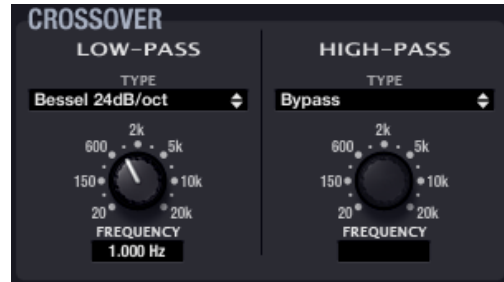 CROSSOVER
LOW-PASS
TYPE
Bessel 24dB/oct
2k
600
5k
150
10k
20
20k
FREQUENCY
1.000 Hz
HIGH-PASS
TYPE
Bypass
2k
600
5k
150
10k
20
20k
FREQUENCY